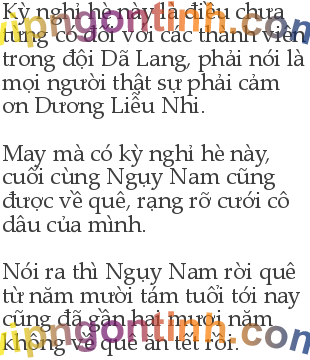 Kỳ nghỉ hè này là điều chưa
từng có đối với các thành viên
trong đội Dã Lang, phải nói là
mọi người thật sự phải cảm
ơn Dương Liễu Nhi.
May mà có kỳ nghỉ hè này,
cuối cùng Ngụy Nam cũng
được về quê, rạng rỡ cưới cô
dâu của mình.
Nói ra thì Ngụy Nam rời quê
từ năm mười tám tuổi tới nay
cũng đã gần hai mươi năm
không về quê ăn tết rồi.
vipngontinh.com
vipngontinh.com